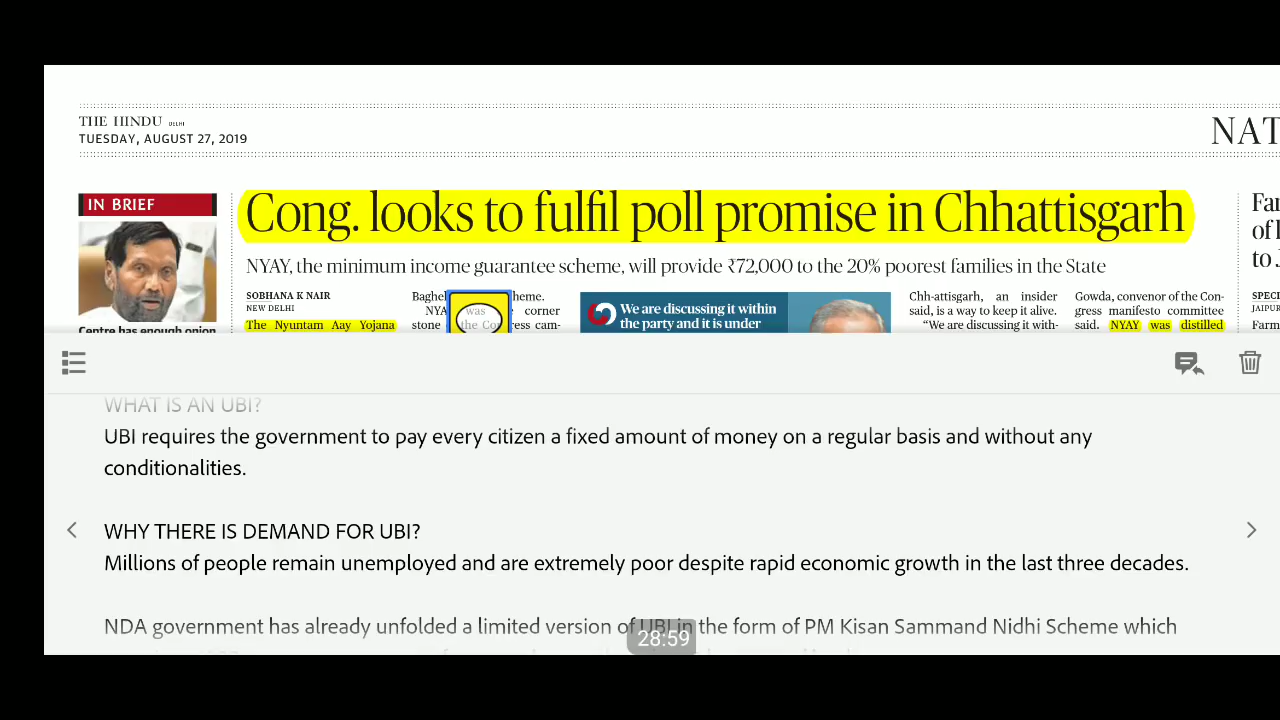 THE HINDU DELHI
TUESDAY, AUGUST 27, 2019
NAT
IN BRIEF
Centre has enough onion
Cong. looks to fulfil poll promise in Chhattisgarh
NYAY, the minimum income guarantee scheme, will provide ₹72,000 to the 20% poorest families in the State
SOBHANA K NAIR
NEW DELHI
The Nyuntam Aay Yojana
Baghel heme.
NYA was corner
stone the Congress cam-
We are discussing it within
the party and it is under
Chh-attisgarh, an insider
said, is a way to keep it alive.
“We are discussing it with-
Gowda, convenor of the Con-
gress manifesto committee
said. NYAY was distilled
Far
of l
to J
SPECI
JAIPUR
Farm
WHAT IS AN UBI?
UBI requires the government to pay every citizen a fixed amount of money on a regular basis and without any
conditionalities.
WHY THERE IS DEMAND FOR UBI?
Millions of people remain unemployed and are extremely poor despite rapid economic growth in the last three decades.
NDA government has already unfolded a limited version of UBI in the form of PM Kisan Sammand Nidhi Scheme which
28:59